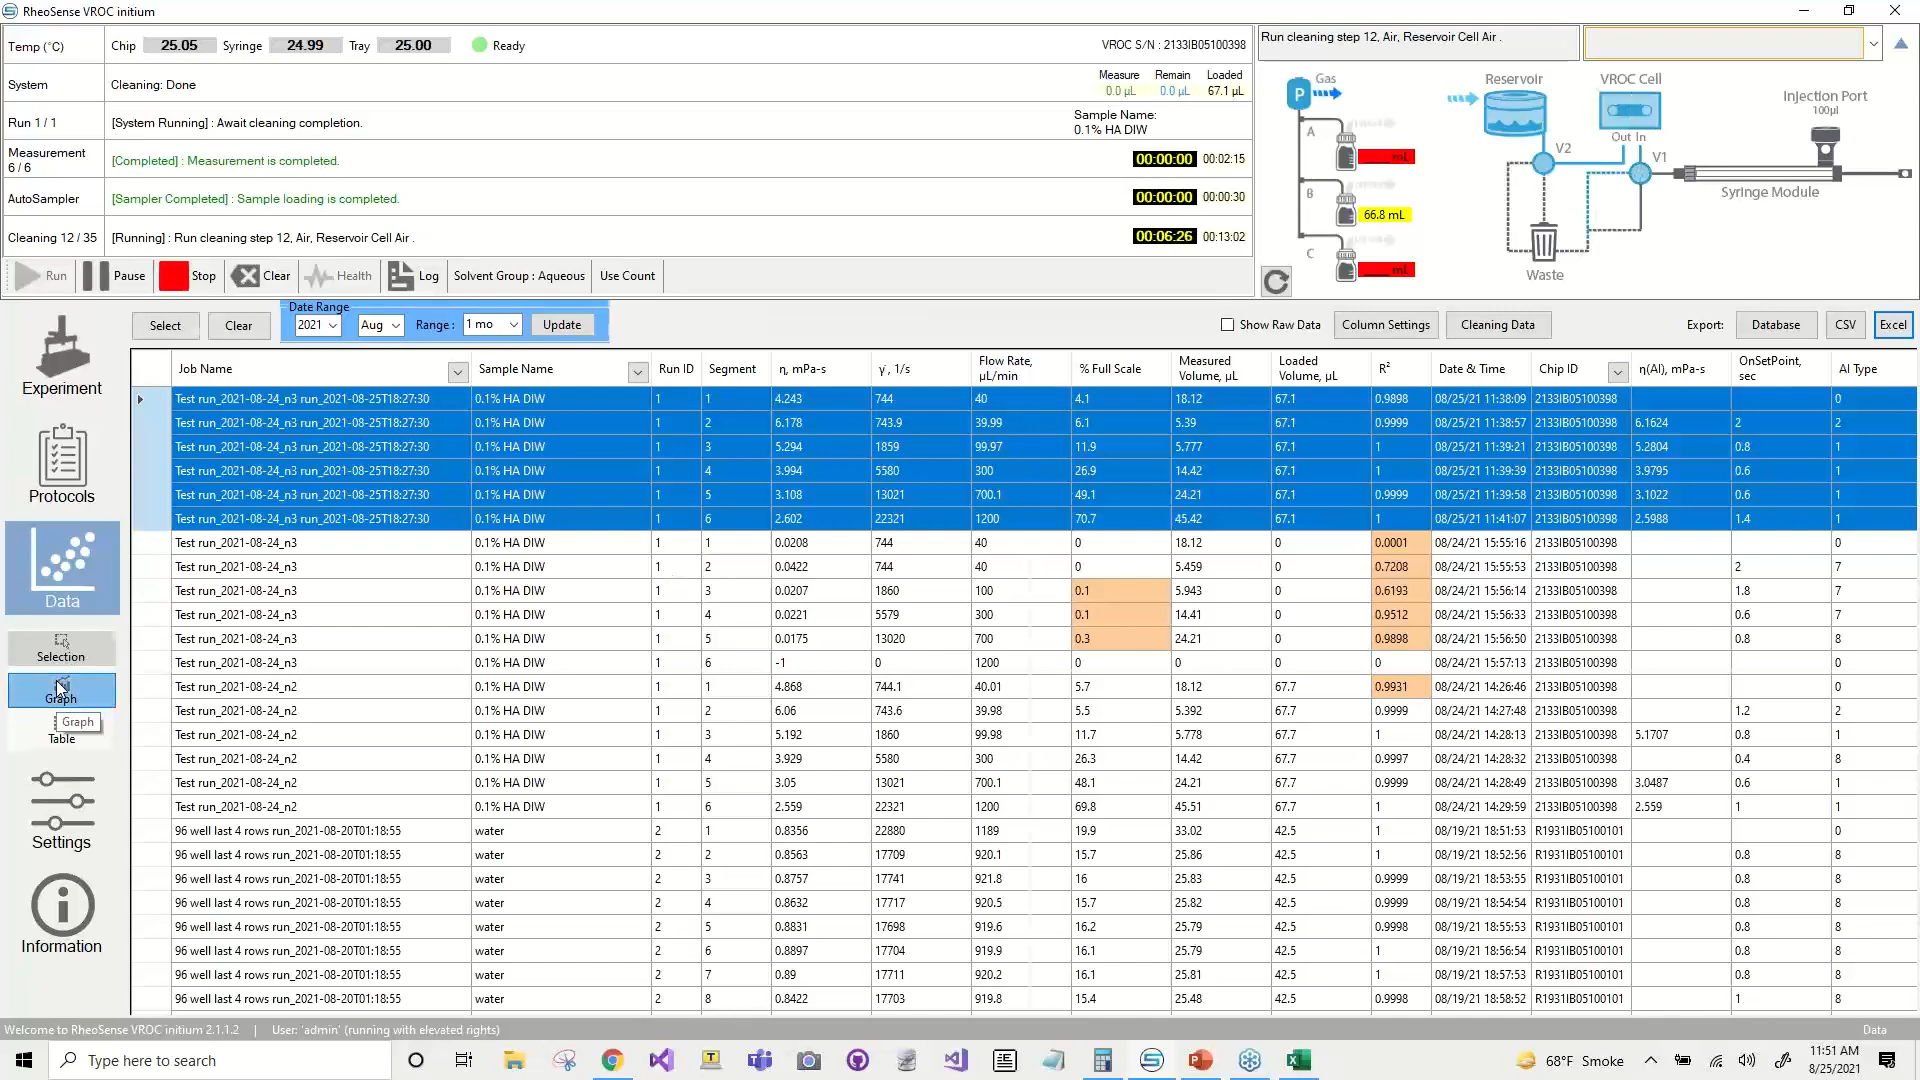 RheoSense VROC initium
Temp (°C) Chip 25.05 Syringe 24.99 Tray 25.00 Ready VROC S/N : 2133IB05100398
System Cleaning: Done Measure Remain Loaded
0.0 µL 0.0 µL 67.1 µL
Run 1 / 1 [System Running] : Await cleaning completion. Sample Name:
0.1% HA DIW
Measurement
6 / 6 [Completed] : Measurement is completed. 00:00:00 00:02:15
AutoSampler [Sampler Completed] : Sample loading is completed. 00:00:00 00:00:30
Cleaning 12 / 35 [Running] : Run cleaning step 12, Air, Reservoir Cell Air . 00:06:26 00:13:02
Run Pause Stop Clear Health Log Solvent Group : Aqueous Use Count
Run cleaning step 12, Air, Reservoir Cell Air .
Gas Reservoir VROC Cell
P Injection Port
100µl
A Out In
mL V2 V1
B 66.8 mL Syringe Module
C mL Waste
Date Range
Select Clear 2021 Aug Range : 1 mo Update Show Raw Data Column Settings Cleaning Data Export: Database CSV Excel
Experiment
Protocols
Data
Selection
Graph
Graph
Table
Settings
Information
Job Name Sample Name Run ID Segment η, mPa-s γ̇, 1/s Flow Rate, µL/min % Full Scale Measured Volume, µL Loaded Volume, µL R² Date & Time Chip ID η(AI), mPa-s OnSetPoint, sec AI Type
Test run_2021-08-24_n3 run_2021-08-25T18:27:30 0.1% HA DIW 1 1 4.243 744 40 4.1 18.12 67.1 0.9898 08/25/21 11:38:09 2133IB05100398 0
Test run_2021-08-24_n3 run_2021-08-25T18:27:30 0.1% HA DIW 1 2 6.178 743.9 39.99 6.1 5.39 67.1 0.9999 08/25/21 11:38:57 2133IB05100398 6.1624 2 2
Test run_2021-08-24_n3 run_2021-08-25T18:27:30 0.1% HA DIW 1 3 5.294 1859 99.97 11.9 5.777 67.1 1 08/25/21 11:39:21 2133IB05100398 5.2804 0.8 1
Test run_2021-08-24_n3 run_2021-08-25T18:27:30 0.1% HA DIW 1 4 3.994 5580 300 26.9 14.42 67.1 1 08/25/21 11:39:39 2133IB05100398 3.9795 0.6 1
Test run_2021-08-24_n3 run_2021-08-25T18:27:30 0.1% HA DIW 1 5 3.108 13021 700.1 49.1 24.21 67.1 0.9999 08/25/21 11:39:58 2133IB05100398 3.1022 0.6 1
Test run_2021-08-24_n3 run_2021-08-25T18:27:30 0.1% HA DIW 1 6 2.602 22321 1200 70.7 45.42 67.1 1 08/25/21 11:41:07 2133IB05100398 2.5988 1.4 1
Test run_2021-08-24_n3 0.1% HA DIW 1 1 0.0208 744 40 0 18.12 0 0.0001 08/24/21 15:55:16 2133IB05100398 0
Test run_2021-08-24_n3 0.1% HA DIW 1 2 0.0422 744 40 0 5.459 0 0.7208 08/24/21 15:55:53 2133IB05100398 2 7
Test run_2021-08-24_n3 0.1% HA DIW 1 3 0.0207 1860 100 0.1 5.943 0 0.6193 08/24/21 15:56:14 2133IB05100398 1.8 7
Test run_2021-08-24_n3 0.1% HA DIW 1 4 0.0221 5579 300 0.1 14.41 0 0.9512 08/24/21 15:56:33 2133IB05100398 0.6 7
Test run_2021-08-24_n3 0.1% HA DIW 1 5 0.0175 13020 700 0.3 24.21 0 0.9898 08/24/21 15:56:50 2133IB05100398 0.8 8
Test run_2021-08-24_n3 0.1% HA DIW 1 6 -1 0 1200 0 0 0 0 08/24/21 15:57:13 2133IB05100398 0
Test run_2021-08-24_n2 0.1% HA DIW 1 1 4.868 744.1 40.01 5.7 18.12 67.7 0.9931 08/24/21 14:26:46 2133IB05100398 0
Test run_2021-08-24_n2 0.1% HA DIW 1 2 6.06 743.6 39.98 5.5 5.392 67.7 0.9999 08/24/21 14:27:48 2133IB05100398 1.2 2
Test run_2021-08-24_n2 0.1% HA DIW 1 3 5.192 1860 99.98 11.7 5.778 67.7 1 08/24/21 14:28:13 2133IB05100398 5.1707 0.8 1
Test run_2021-08-24_n2 0.1% HA DIW 1 4 3.929 5580 300 26.3 14.42 67.7 0.9997 08/24/21 14:28:32 2133IB05100398 0.4 8
Test run_2021-08-24_n2 0.1% HA DIW 1 5 3.05 13021 700.1 48.1 24.21 67.7 0.9999 08/24/21 14:28:49 2133IB05100398 3.0487 0.6 1
Test run_2021-08-24_n2 0.1% HA DIW 1 6 2.559 22321 1200 69.8 45.51 67.7 1 08/24/21 14:29:59 2133IB05100398 2.559 1 1
96 well last 4 rows run_2021-08-20T01:18:55 water 2 1 0.8356 22880 1189 19.9 33.02 42.5 1 08/19/21 18:51:53 R1931IB05100101 0
96 well last 4 rows run_2021-08-20T01:18:55 water 2 2 0.8563 17709 920.1 15.7 25.86 42.5 1 08/19/21 18:52:56 R1931IB05100101 0.8 8
96 well last 4 rows run_2021-08-20T01:18:55 water 2 3 0.8757 17741 921.8 16 25.83 42.5 0.9999 08/19/21 18:53:55 R1931IB05100101 0.8 8
96 well last 4 rows run_2021-08-20T01:18:55 water 2 4 0.8632 17717 920.5 15.7 25.82 42.5 0.9999 08/19/21 18:54:54 R1931IB05100101 0.8 8
96 well last 4 rows run_2021-08-20T01:18:55 water 2 5 0.8831 17698 919.6 16.2 25.79 42.5 0.9998 08/19/21 18:55:53 R1931IB05100101 0.8 8
96 well last 4 rows run_2021-08-20T01:18:55 water 2 6 0.8897 17704 919.9 16.1 25.79 42.5 1 08/19/21 18:56:54 R1931IB05100101 0.8 8
96 well last 4 rows run_2021-08-20T01:18:55 water 2 7 0.89 17711 920.2 16.1 25.81 42.5 1 08/19/21 18:57:53 R1931IB05100101 0.8 8
96 well last 4 rows run_2021-08-20T01:18:55 water 2 8 0.8422 17703 919.8 15.4 25.48 42.5 0.9998 08/19/21 18:58:52 R1931IB05100101 1 8
Welcome to RheoSense VROC initium 2.1.1.2 | User: 'admin' (running with elevated rights) Data
Type here to search 68°F Smoke 11:51 AM
8/25/2021